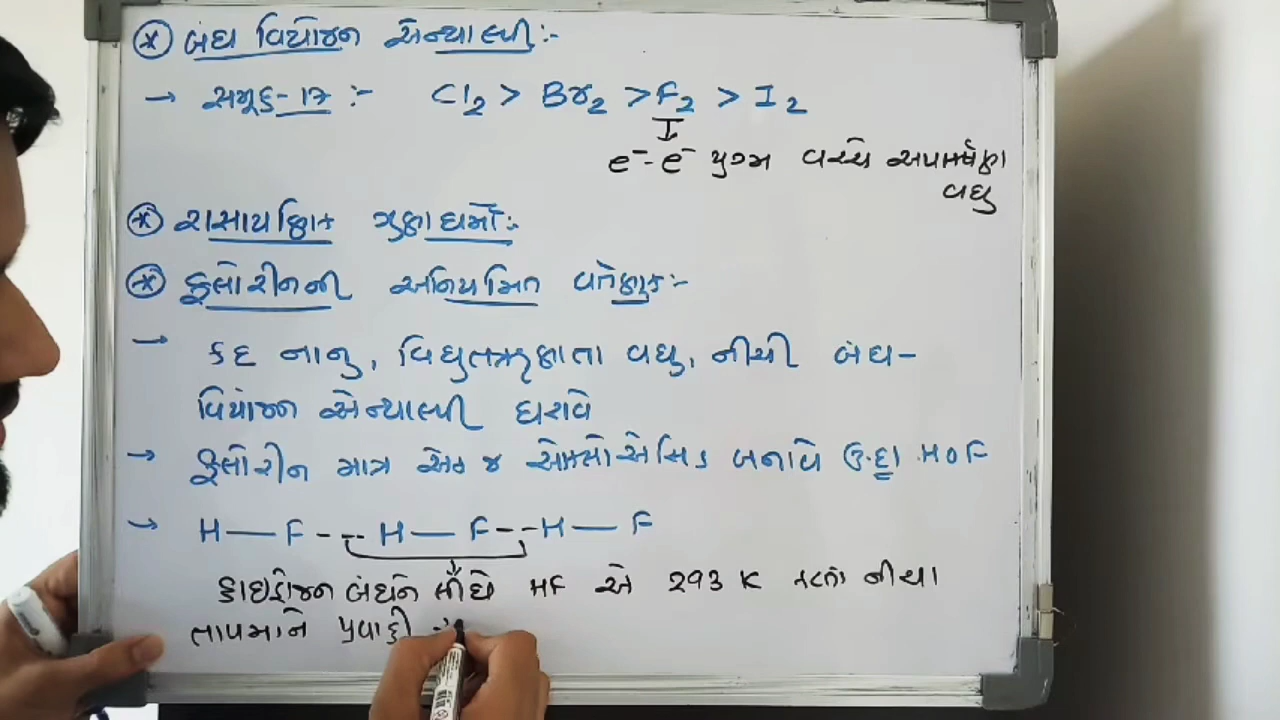 * બંધ વિયોજન એન્થાલ્પી:-
→ સમૂહ-17 :- Cl₂ > Br₂ > F₂ > I₂
e⁻-e⁻ યુગ્મ વચ્ચે અપાકર્ષણ
વધુ
* રાસાયણિક ગુણધર્મો:-
* ફ્લોરીનની અનિયમિત વર્તણૂક:-
→ કદ નાનુ, વિદ્યુતઋણતા વધુ, નીચી બંધ-
વિયોજન એન્થાલ્પી ધરાવે
→ ફ્લોરીન માત્ર એક જ ઓક્સોએસિડ બનાવે ઉ.દા. HOF
→ H — F --- H — F --- H — F
હાઇડ્રોજન બંધને લીધે HF એ 293 K કરતાં નીચા
તાપમાને પ્રવાહી